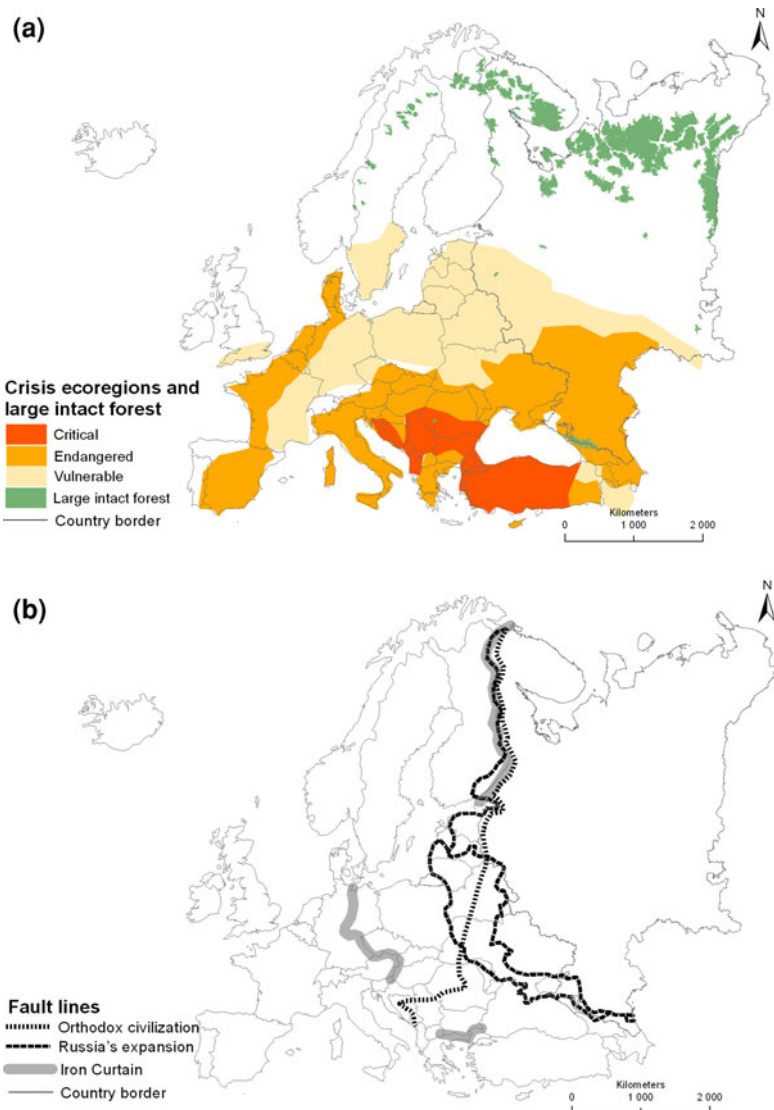 (a)
N
Crisis ecoregions and
large intact forest
Critical
Endangered
Vulnerable
Large intact forest
Country border
Kilometers
0 1 000 2 000
(b)
N
Fault lines
Orthodox civilization
Russia's expansion
Iron Curtain
Country border
Kilometers
0 1 000 2 000